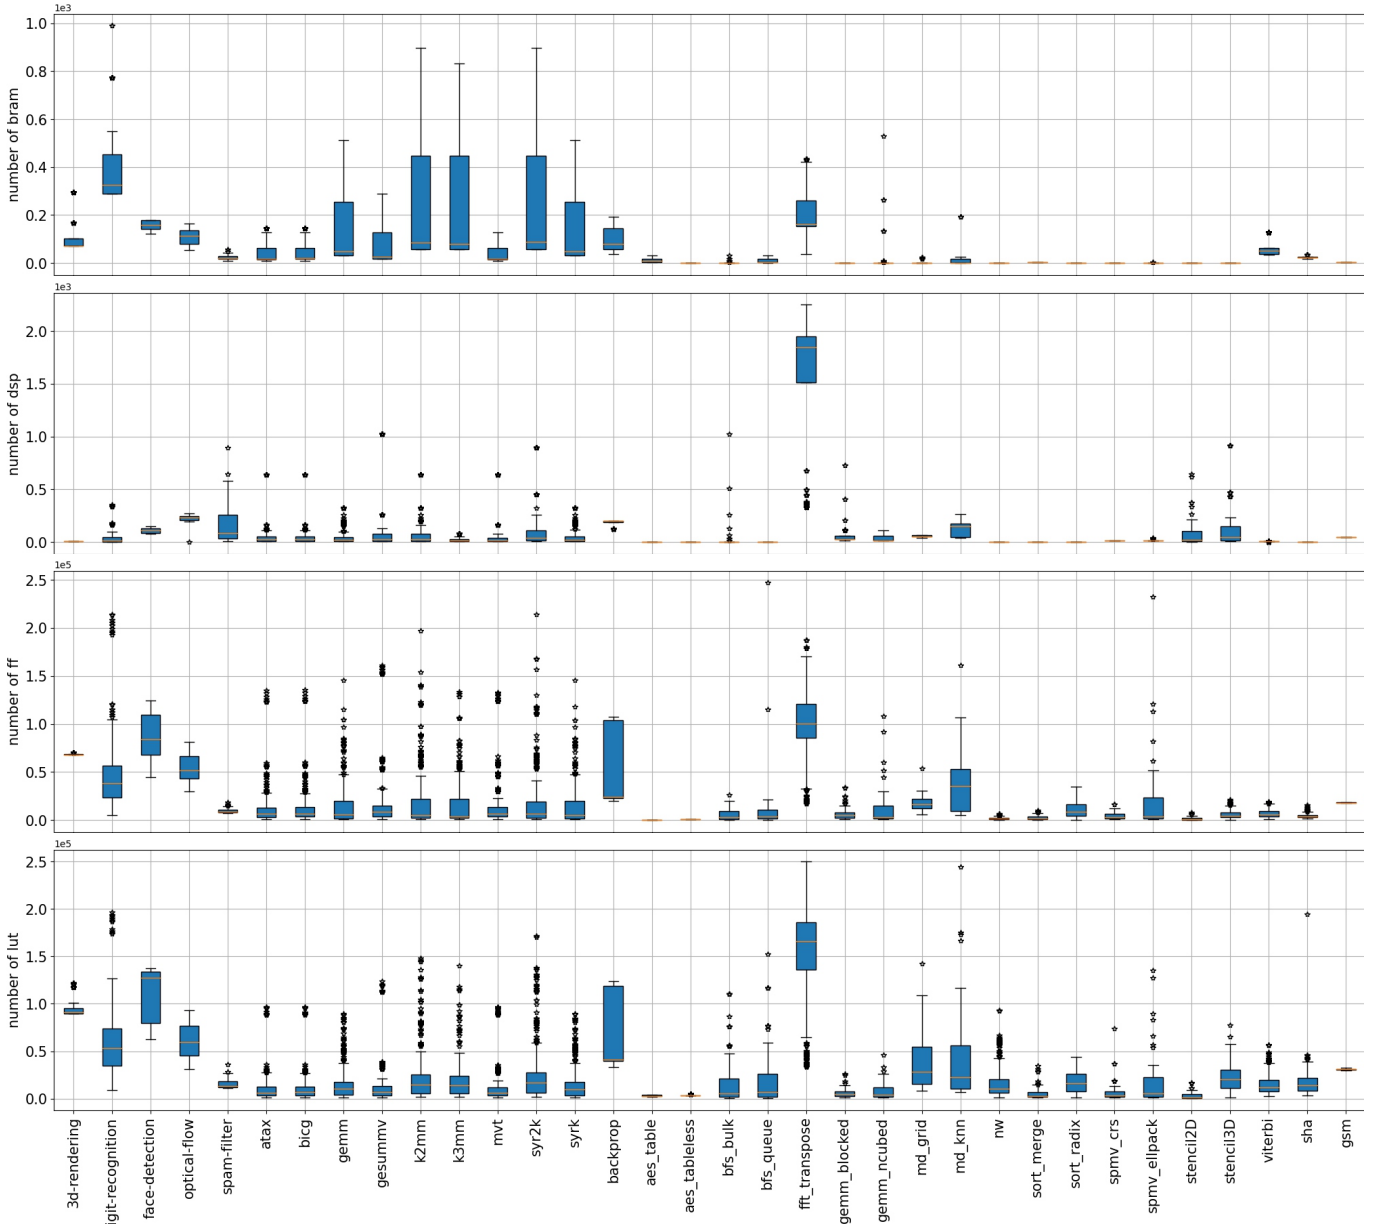 1e3
1.0
0.8
0.6
0.4
0.2
0.0
number of bram
1e3
2.0
1.5
1.0
0.5
0.0
number of dsp
1e5
2.5
2.0
1.5
1.0
0.5
0.0
number of ff
1e5
2.5
2.0
1.5
1.0
0.5
0.0
number of lut
3d-rendering
igit-recognition
face-detection
optical-flow
spam-filter
atax
bicg
gemm
gesummv
k2mm
k3mm
mvt
syr2k
syrk
backprop
aes_table
aes_tableless
bfs_bulk
bfs_queue
fft_transpose
gemm_blocked
gemm_ncubed
md_grid
md_knn
nw
sort_merge
sort_radix
spmv_crs
spmv_ellpack
stencil2D
stencil3D
viterbi
sha
gsm